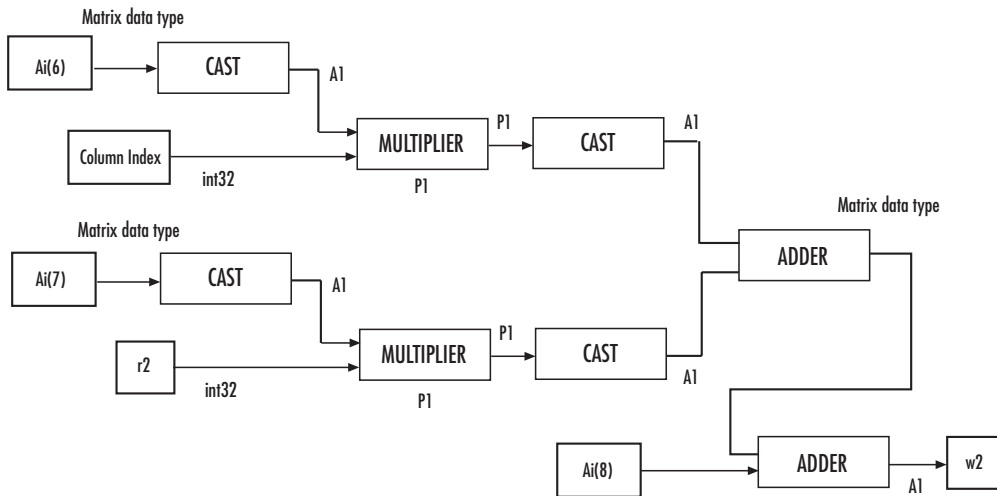 Matrix data type
Ai(6)
CAST
A1
Column Index
int32
MULTIPLIER
P1
P1
CAST
A1
Matrix data type
Ai(7)
CAST
A1
r2
int32
MULTIPLIER
P1
P1
CAST
A1
Matrix data type
ADDER
Ai(8)
ADDER
A1
w2